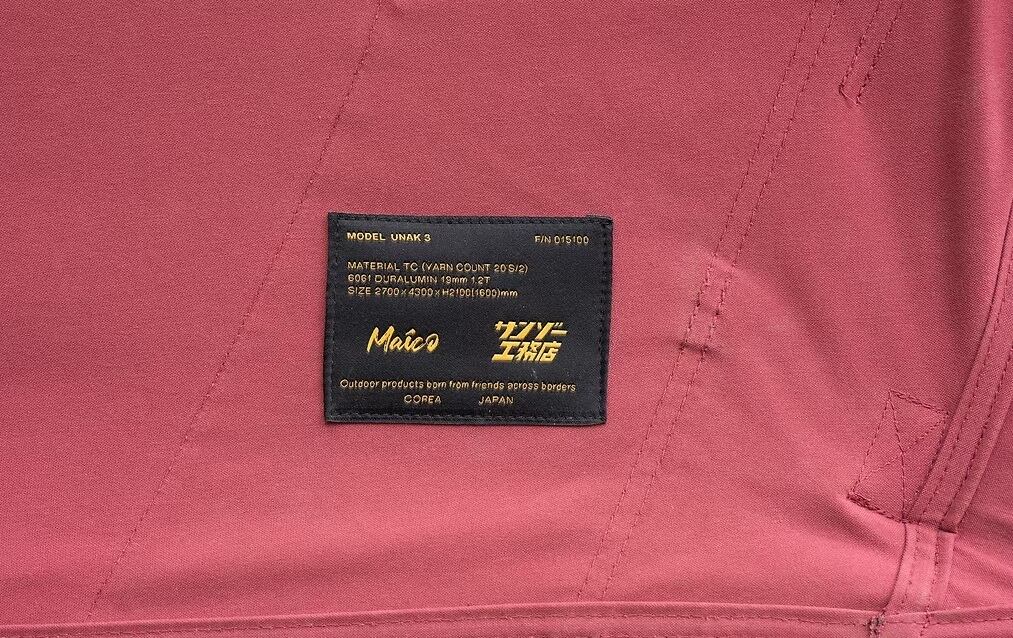 MODEL UNAK 3
F/N 015100
MATERIAL TC (YARN COUNT 20'S/2)
6061 DURALUMIN 19mm 1.2T
SIZE 2700×4300×H2100(1600)mm
Maico
サンゾー
工務店
Outdoor products born from friends across borders
COREA JAPAN